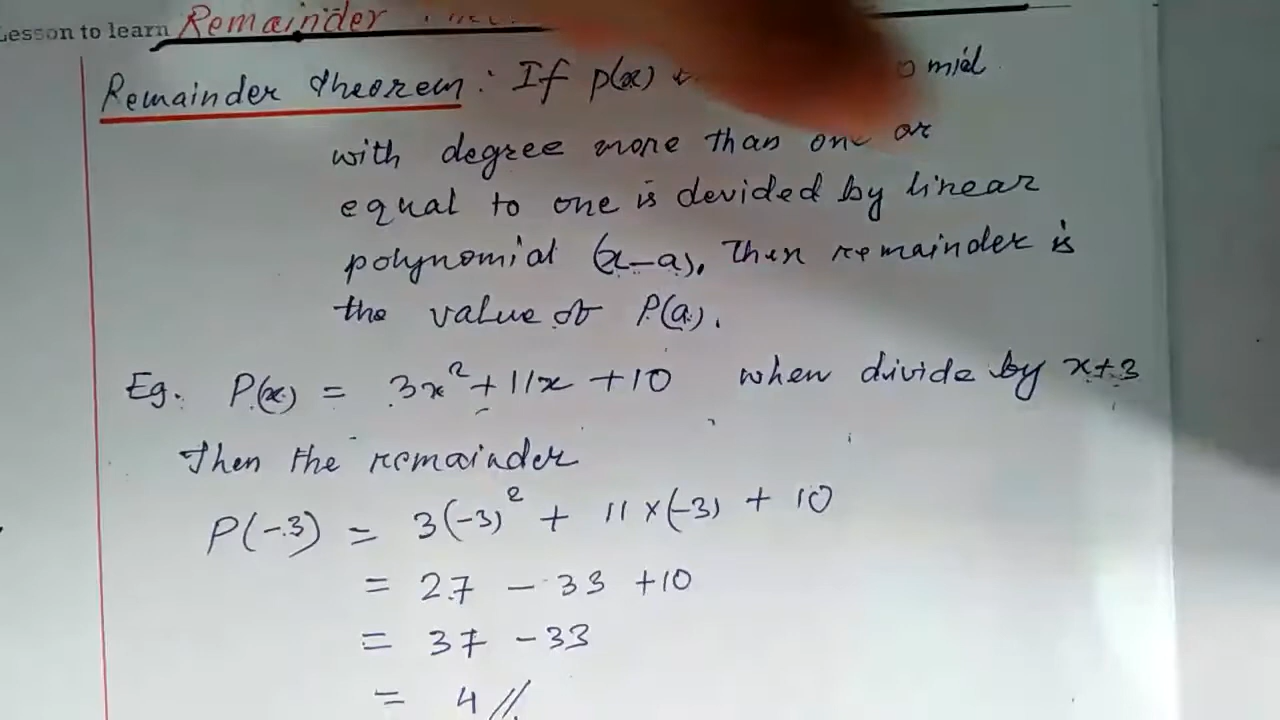 Lesson to learn Remainder
Remainder Theorem : If p(x)
with degree more than one or
equal to one is devided by linear
polynomial (x-a), Then remainder is
the value of P(a).
Eg. P(x) = 3x²+11x+10 when divide by x+3
Then the remainder
P(-3) = 3(-3)² + 11×(-3) + 10
= 27 - 33 +10
= 37 - 33
= 4 //